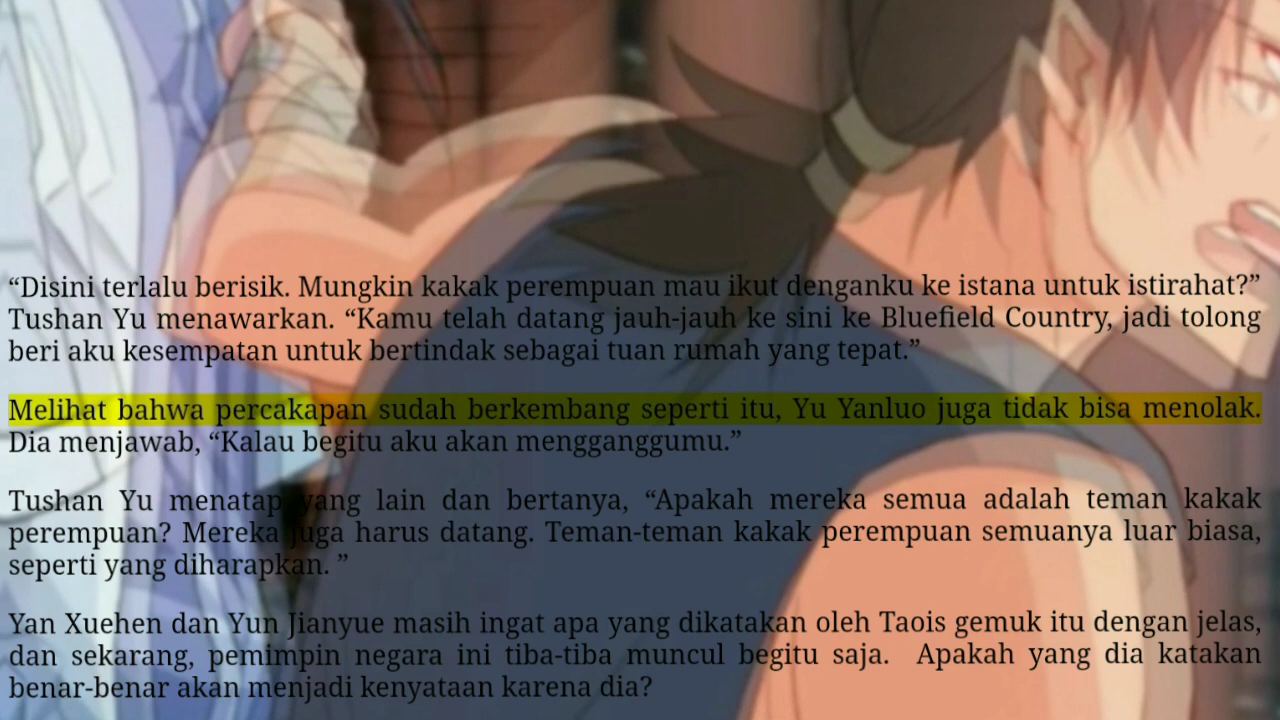 “Disini terlalu berisik. Mungkin kakak perempuan mau ikut denganku ke istana untuk istirahat?”
Tushan Yu menawarkan. “Kamu telah datang jauh-jauh ke sini ke Bluefield Country, jadi tolong
beri aku kesempatan untuk bertindak sebagai tuan rumah yang tepat.”
Melihat bahwa percakapan sudah berkembang seperti itu, Yu Yanluo juga tidak bisa menolak.
Dia menjawab, “Kalau begitu aku akan mengganggumu.”
Tushan Yu menatap yang lain dan bertanya, “Apakah mereka semua adalah teman kakak
perempuan? Mereka juga harus datang. Teman-teman kakak perempuan semuanya luar biasa,
seperti yang diharapkan. ”
Yan Xuehen dan Yun Jianyue masih ingat apa yang dikatakan oleh Taois gemuk itu dengan jelas,
dan sekarang, pemimpin negara ini tiba-tiba muncul begitu saja.  Apakah yang dia katakan
benar-benar akan menjadi kenyataan karena dia?